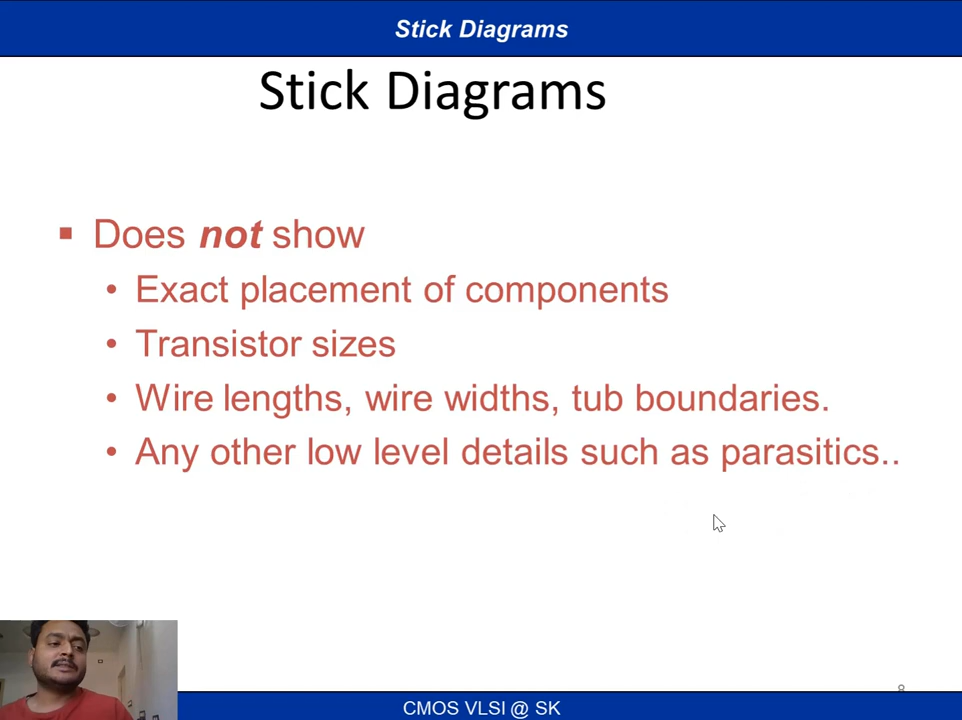 Stick Diagrams
Stick Diagrams
▪ Does not show
• Exact placement of components
• Transistor sizes
• Wire lengths, wire widths, tub boundaries.
• Any other low level details such as parasitics..
8
CMOS VLSI @ SK